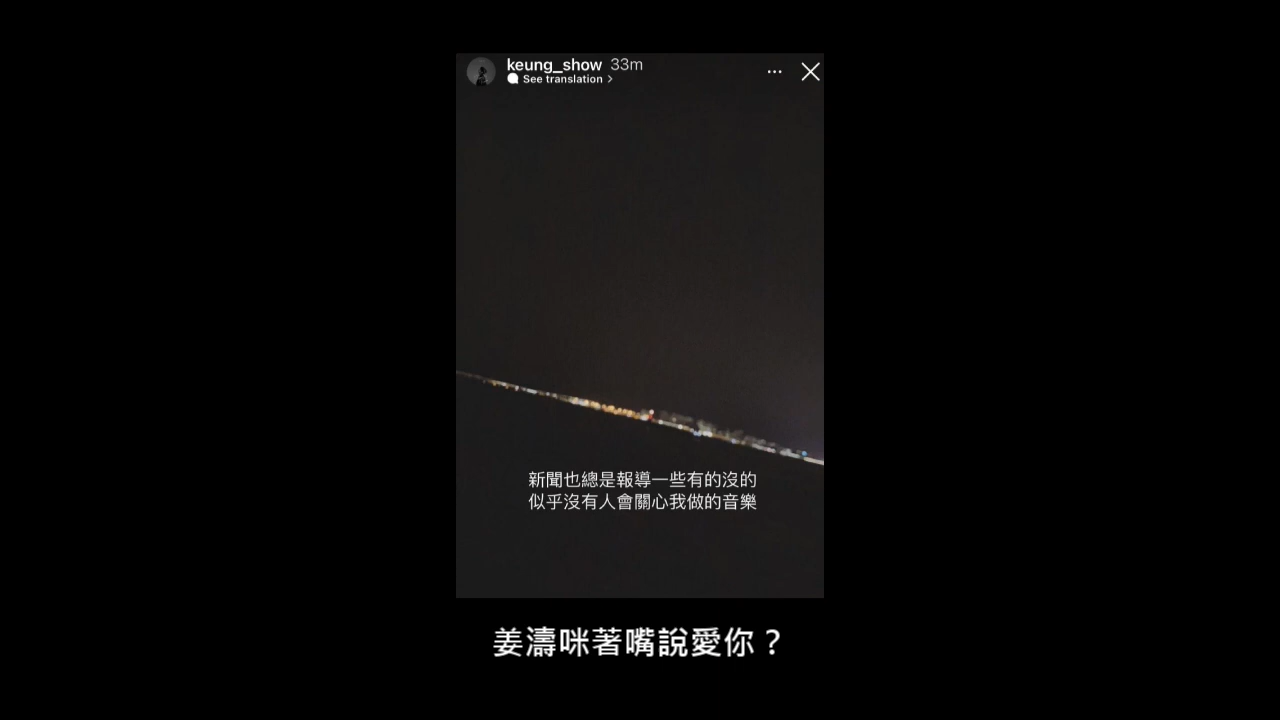 keung_show 33m
See translation
新聞也總是報導一些有的沒的
似乎沒有人會關心我做的音樂
姜濤咪著嘴說愛你？